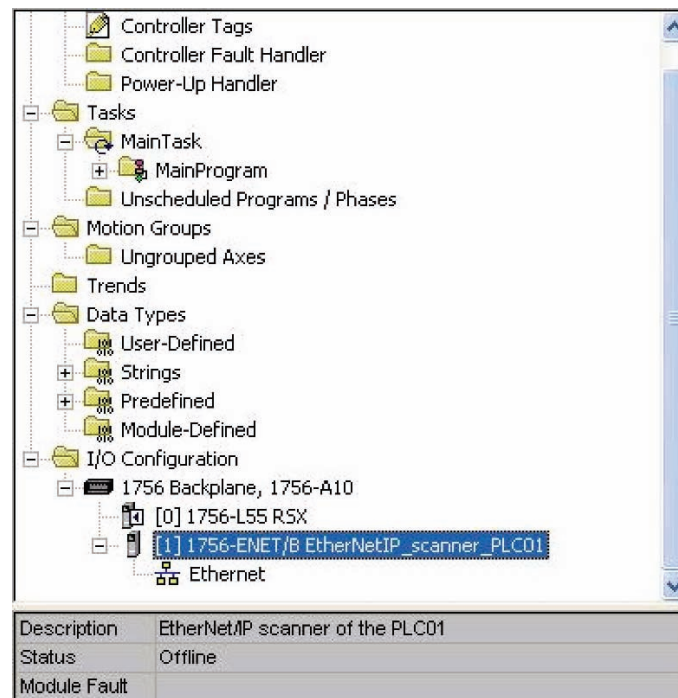 Controller Tags
Controller Fault Handler
Power-Up Handler
Tasks
MainTask
MainProgram
Unscheduled Programs / Phases
Motion Groups
Ungrouped Axes
Trends
Data Types
User-Defined
Strings
Predefined
Module-Defined
I/O Configuration
1756 Backplane, 1756-A10
[0] 1756-L55 RSX
[1] 1756-ENET/B EtherNetIP_scanner_PLC01
Ethernet
Description EtherNet/IP scanner of the PLC01
Status Offline
Module Fault